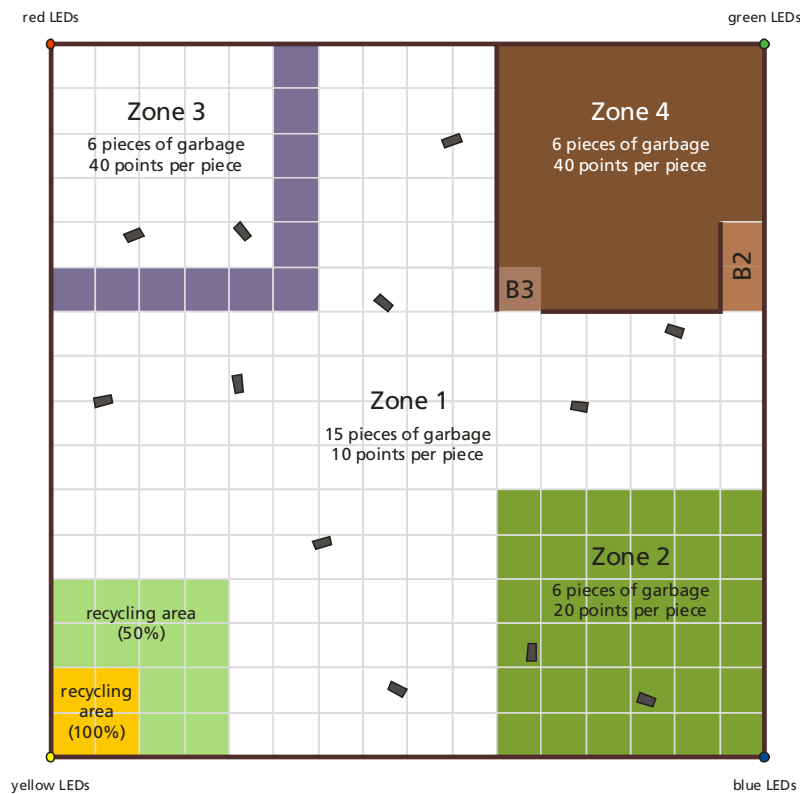 red LEDs
green LEDs
Zone 3
6 pieces of garbage
40 points per piece
Zone 4
6 pieces of garbage
40 points per piece
B2
B3
Zone 1
15 pieces of garbage
10 points per piece
Zone 2
6 pieces of garbage
20 points per piece
recycling area
(50%)
recycling
area
(100%)
yellow LEDs
blue LEDs